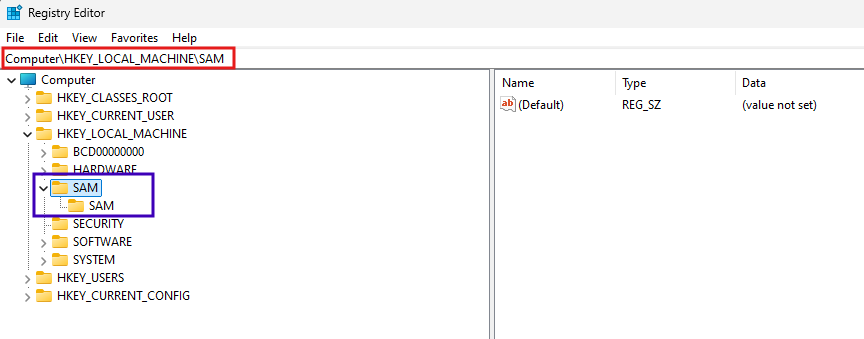 Registry Editor
File Edit View Favorites Help
Computer\HKEY_LOCAL_MACHINE\SAM
Computer
HKEY_CLASSES_ROOT
HKEY_CURRENT_USER
HKEY_LOCAL_MACHINE
BCD00000000
HARDWARE
SAM
SAM
SECURITY
SOFTWARE
SYSTEM
HKEY_USERS
HKEY_CURRENT_CONFIG
Name Type Data
ab (Default) REG_SZ (value not set)